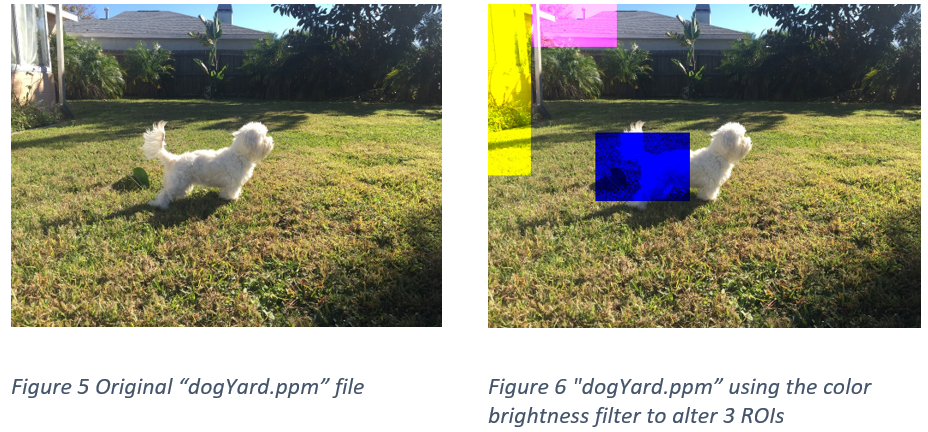 Figure 5 Original “dogYard.ppm” file
Figure 6 "dogYard.ppm” using the color
brightness filter to alter 3 ROIs